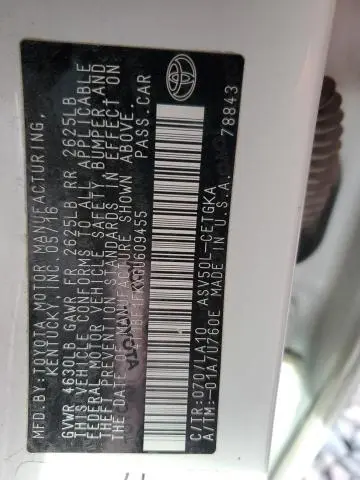 MFD.BY:TOYOTA MOTOR MANUFACTURING,
KENTUCKY, INC. 05/16
GVWR 4630LB GAWR FR 2625LB RR 2625LB
THIS VEHICLE CONFORMS TO ALL APPLICABLE
FEDERAL MOTOR VEHICLE SAFETY, BUMPER AND
THEFT PREVENTION STANDARDS IN EFFECT ON
THE DATE OF MANUFACTURE SHOWN ABOVE.
PASS CAR
TOYOTA
C/TR:070/LA10 ASV50L-CETGKA
A/TM:-01A/U760E MADE IN U.S.A.
78843